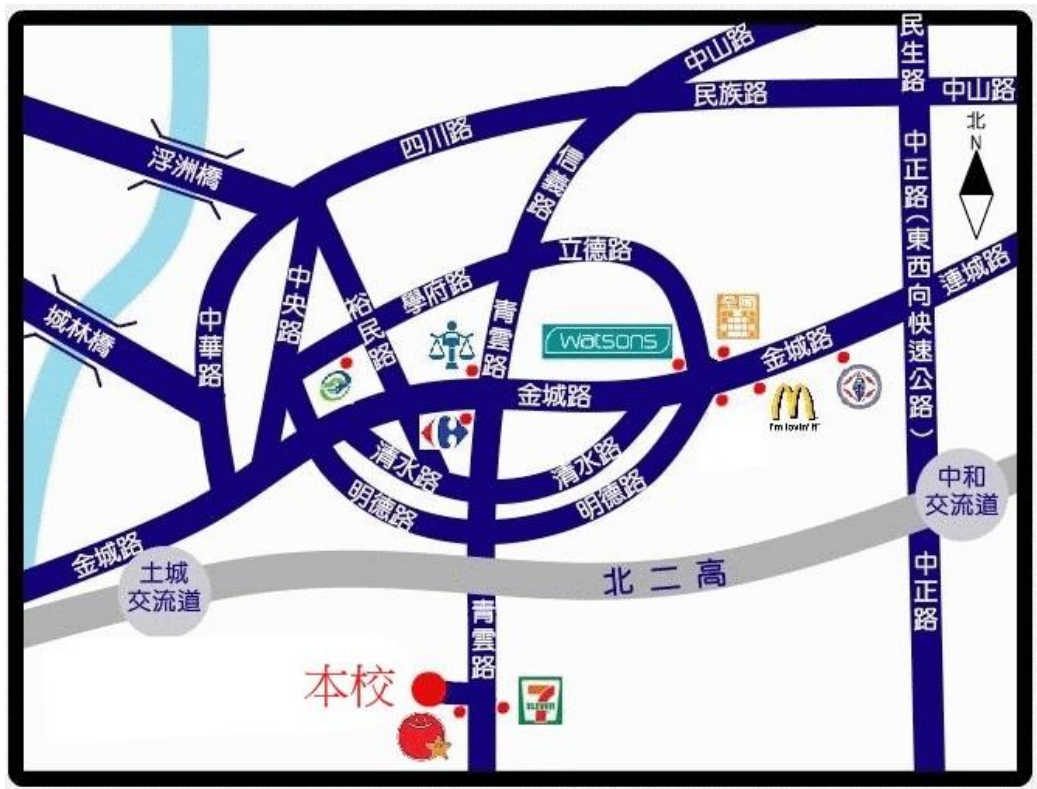 中山路
民生路
民族路
中山路
北
N
四川路
浮洲橋
信義路
中正路(東西向快速公路)
立德路
連城路
學府路
中央路
裕民路
青雲路
中華路
城林橋
watsons
全國
金城路
金城路
i'm lovin' it
清水路
清水路
明德路
明德路
中和
交流道
金城路
土城
交流道
北二高
中正路
青雲路
本校
7
ELEVEN